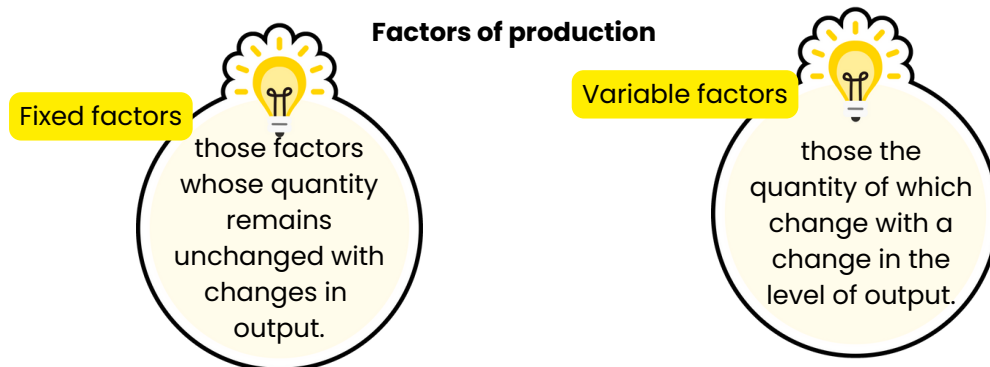 Factors of production
Fixed factors
those factors
whose quantity
remains
unchanged with
changes in
output.
Variable factors
those the
quantity of which
change with a
change in the
level of output.